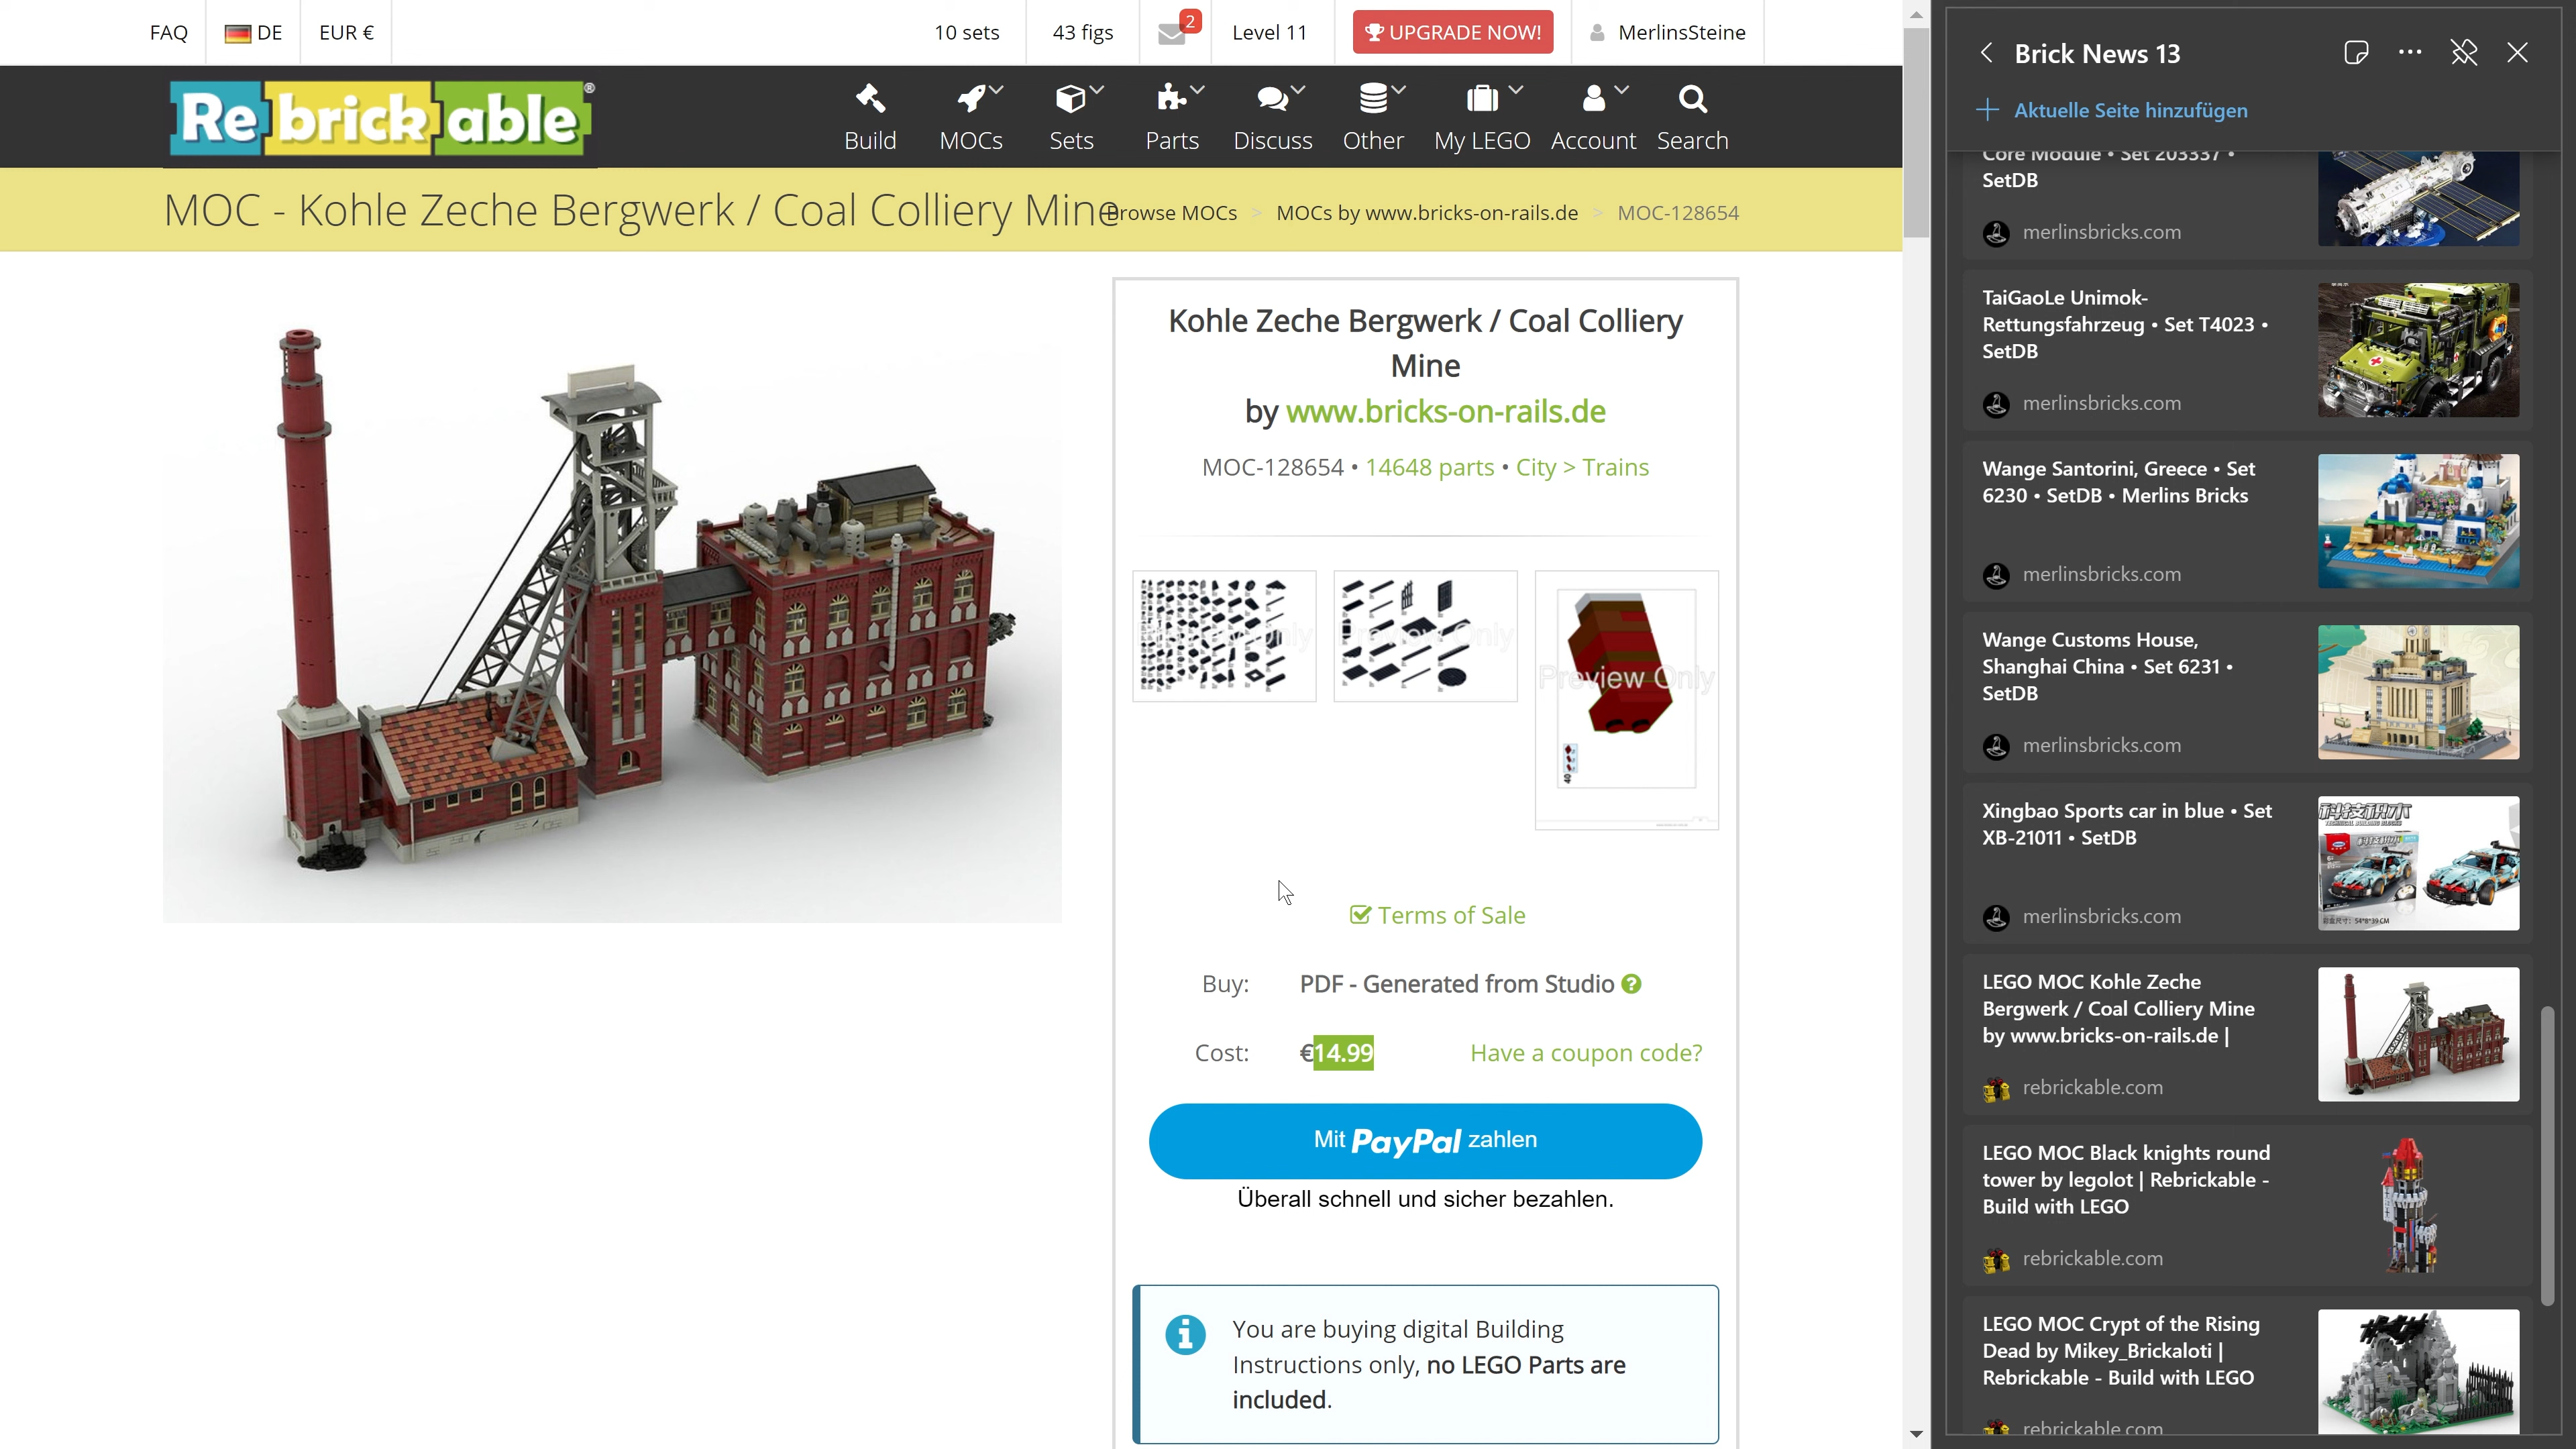 FAQ
DE
EUR €
10 sets
43 figs
2
Level 11
UPGRADE NOW!
MerlinsSteine
Rebrickable®
Build
MOCs
Sets
Parts
Discuss
Other
My LEGO
Account
Search
MOC - Kohle Zeche Bergwerk / Coal Colliery Mine
Browse MOCs > MOCs by www.bricks-on-rails.de > MOC-128654
Kohle Zeche Bergwerk / Coal Colliery
Mine
by www.bricks-on-rails.de
MOC-128654 • 14648 parts • City > Trains
Preview Only
Preview Only
Preview Only
Terms of Sale
Buy: PDF - Generated from Studio
Cost: €14.99 Have a coupon code?
Mit PayPal zahlen
Überall schnell und sicher bezahlen.
You are buying digital Building
Instructions only, no LEGO Parts are
included.
Brick News 13
Aktuelle Seite hinzufügen
Core Module • Set 203337 •
SetDB
merlinsbricks.com
TaiGaoLe Unimok-
Rettungsfahrzeug • Set T4023 •
SetDB
merlinsbricks.com
Wange Santorini, Greece • Set
6230 • SetDB • Merlins Bricks
merlinsbricks.com
Wange Customs House,
Shanghai China • Set 6231 •
SetDB
merlinsbricks.com
Xingbao Sports car in blue • Set
XB-21011 • SetDB
merlinsbricks.com
LEGO MOC Kohle Zeche
Bergwerk / Coal Colliery Mine
by www.bricks-on-rails.de |
rebrickable.com
LEGO MOC Black knights round
tower by legolot | Rebrickable -
Build with LEGO
rebrickable.com
LEGO MOC Crypt of the Rising
Dead by Mikey_Brickaloti |
Rebrickable - Build with LEGO
rebrickable.com